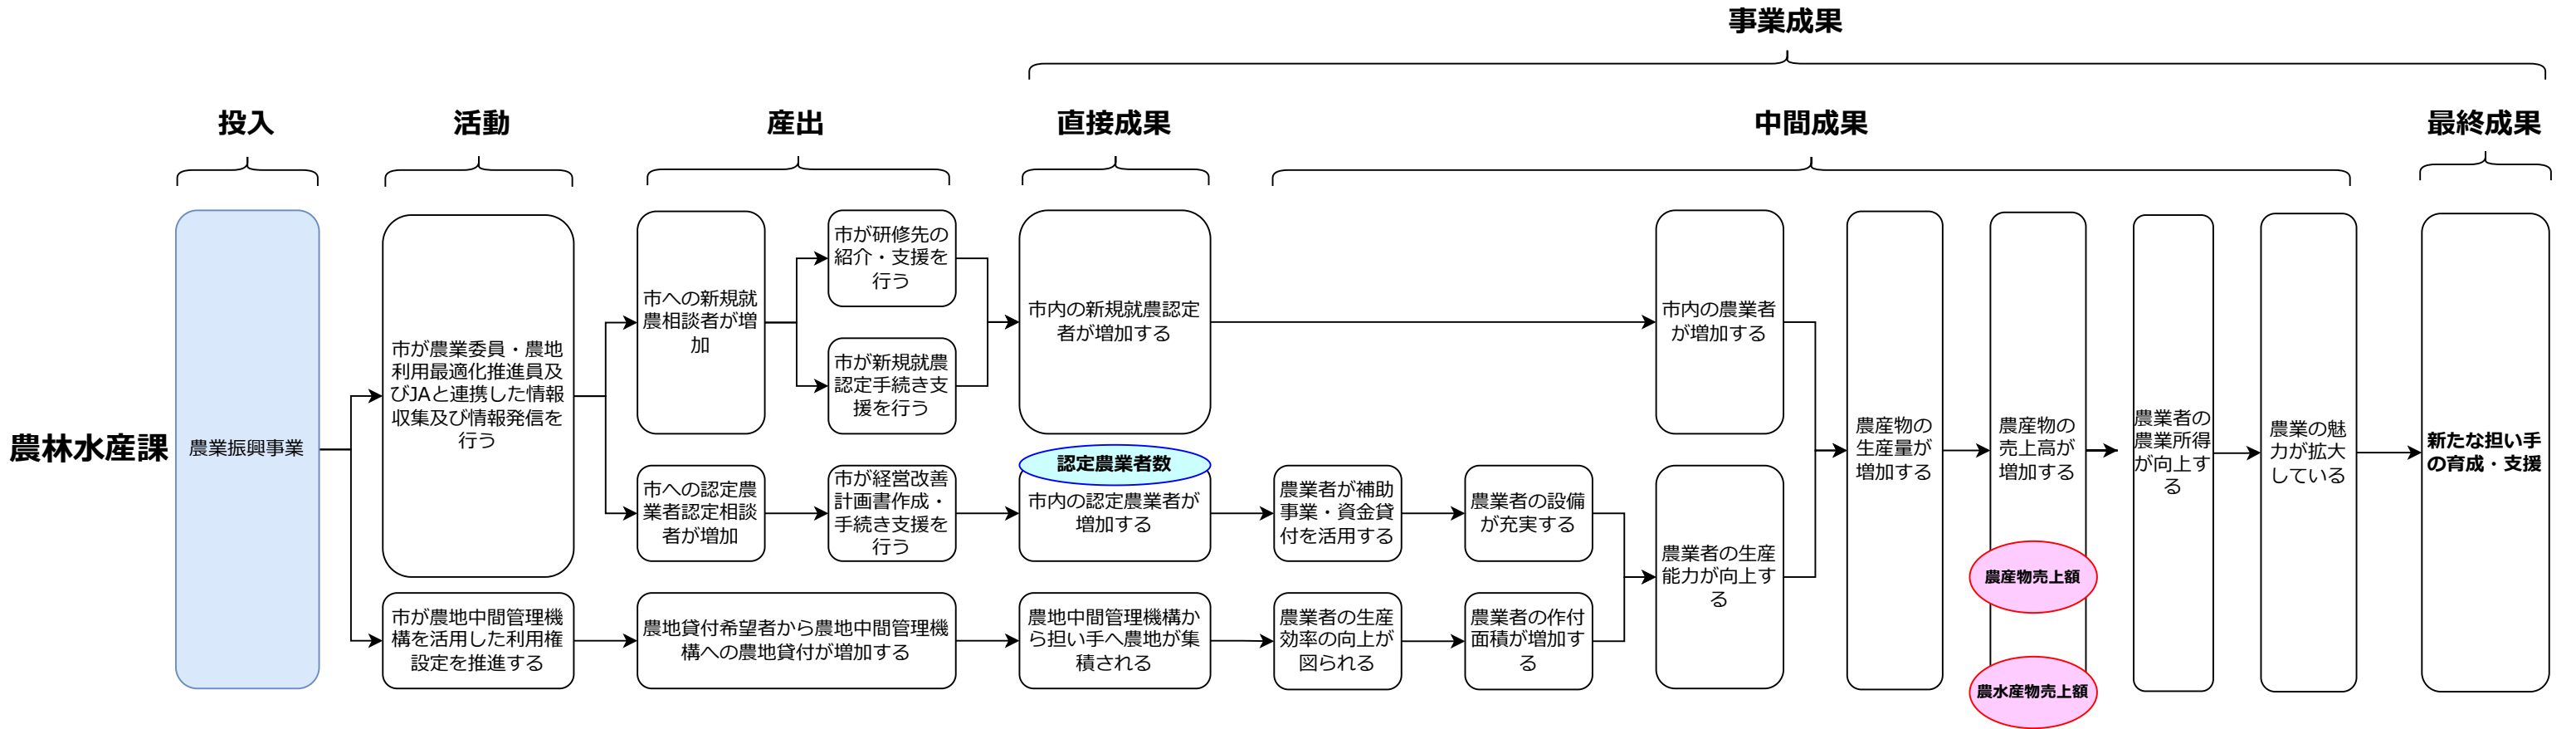 事業成果
投入
活動
産出
直接成果
中間成果
最終成果
農林水産課
農業振興事業
市が農業委員・農地
利用最適化推進員及
びJAと連携した情報
収集及び情報発信を
行う
市が農地中間管理機
構を活用した利用権
設定を推進する
市への新規就
農相談者が増
加
市が研修先の
紹介・支援を
行う
市が新規就農
認定手続き支
援を行う
市への認定農
業者認定相談
者が増加
市が経営改善
計画書作成・
手続き支援を
行う
農地貸付希望者から農地中間管理機
構への農地貸付が増加する
市内の新規就農認定
者が増加する
認定農業者数
市内の認定農業者が
増加する
農地中間管理機構か
ら担い手へ農地が集
積される
農業者が補助
事業・資金貸
付を活用する
農業者の生産
効率の向上が
図られる
農業者の設備
が充実する
農業者の作付
面積が増加す
る
市内の農業者
が増加する
農業者の生産
能力が向上す
る
農産物の
生産量が
増加する
農産物の
売上高が
増加する
農産物売上額
農水産物売上額
農業者の
農業所得
が向上す
る
農業の魅
力が拡大
している
新たな担い手
の育成・支援